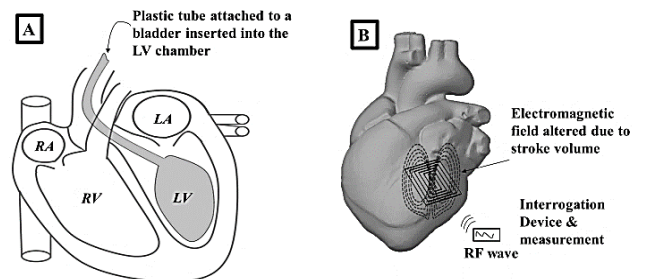 A
Plastic tube attached to a
bladder inserted into the
LV chamber
LA
RA
RV
LV
B
Electromagnetic
field altered due to
stroke volume
Interrogation
Device &
measurement
RF wave